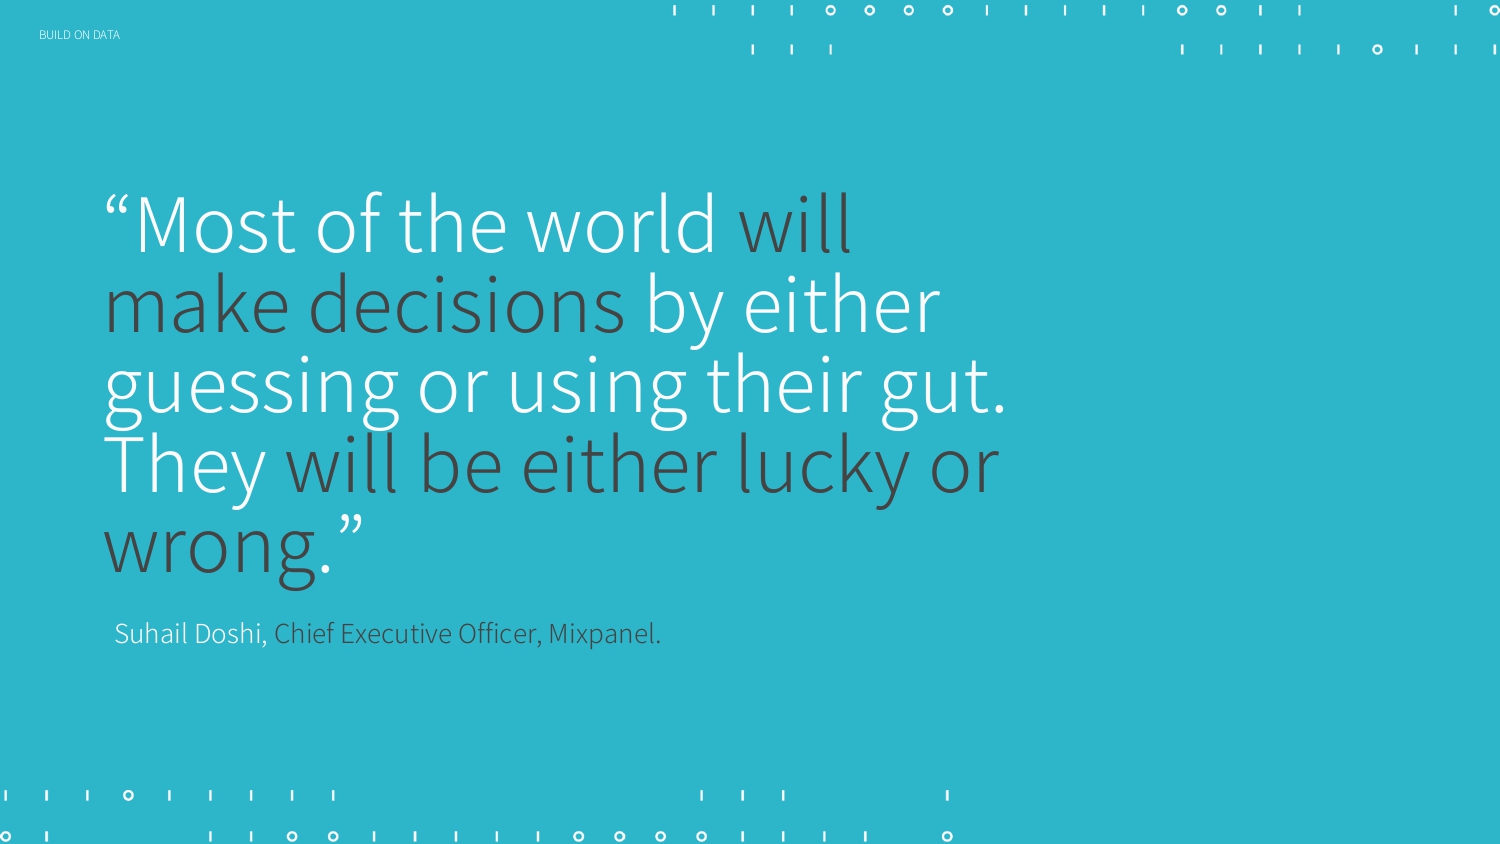 BUILD ON DATA
“Most of the world will
make decisions by either
guessing or using their gut.
They will be either lucky or
wrong.”
Suhail Doshi, Chief Executive Officer, Mixpanel.